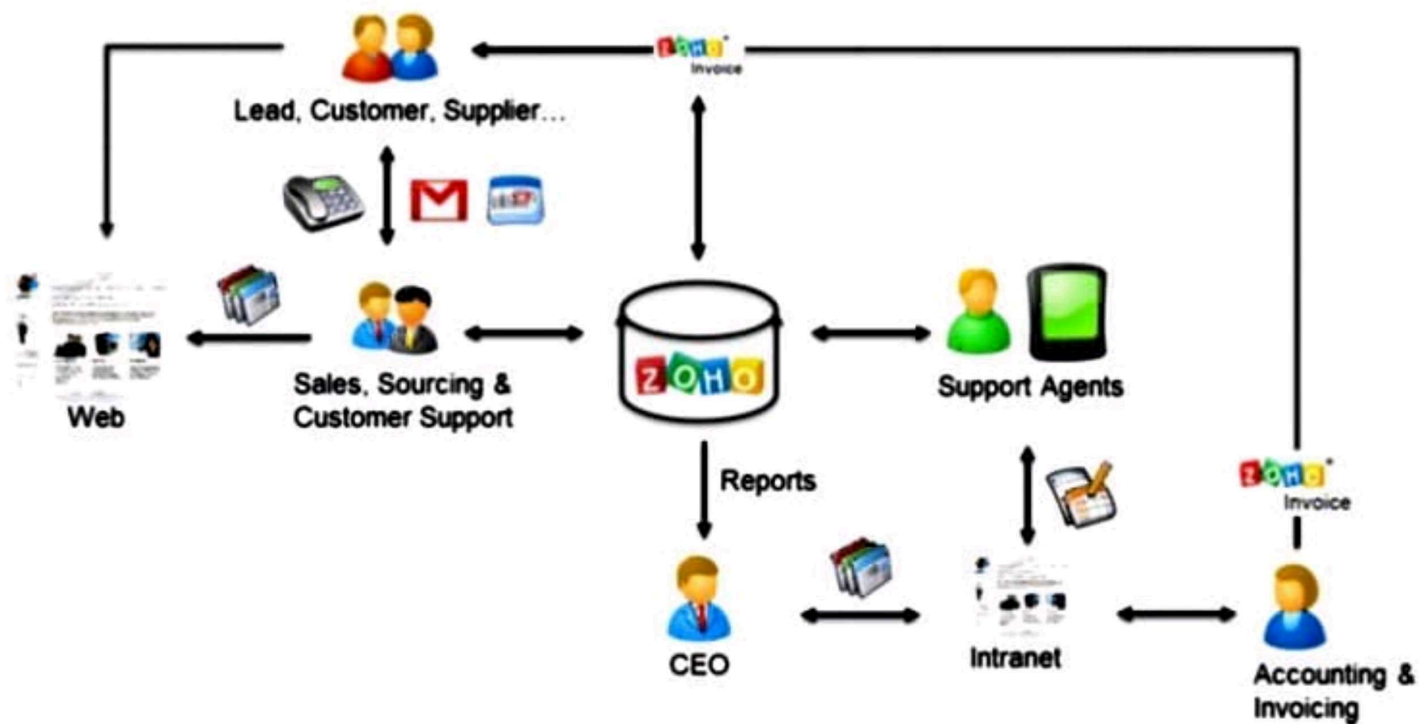 ZOHO
Invoice
Lead, Customer, Supplier...
ZOHO
Web
Sales, Sourcing &
Customer Support
Support Agents
Reports
ZOHO
Invoice
CEO
Intranet
Accounting &
Invoicing